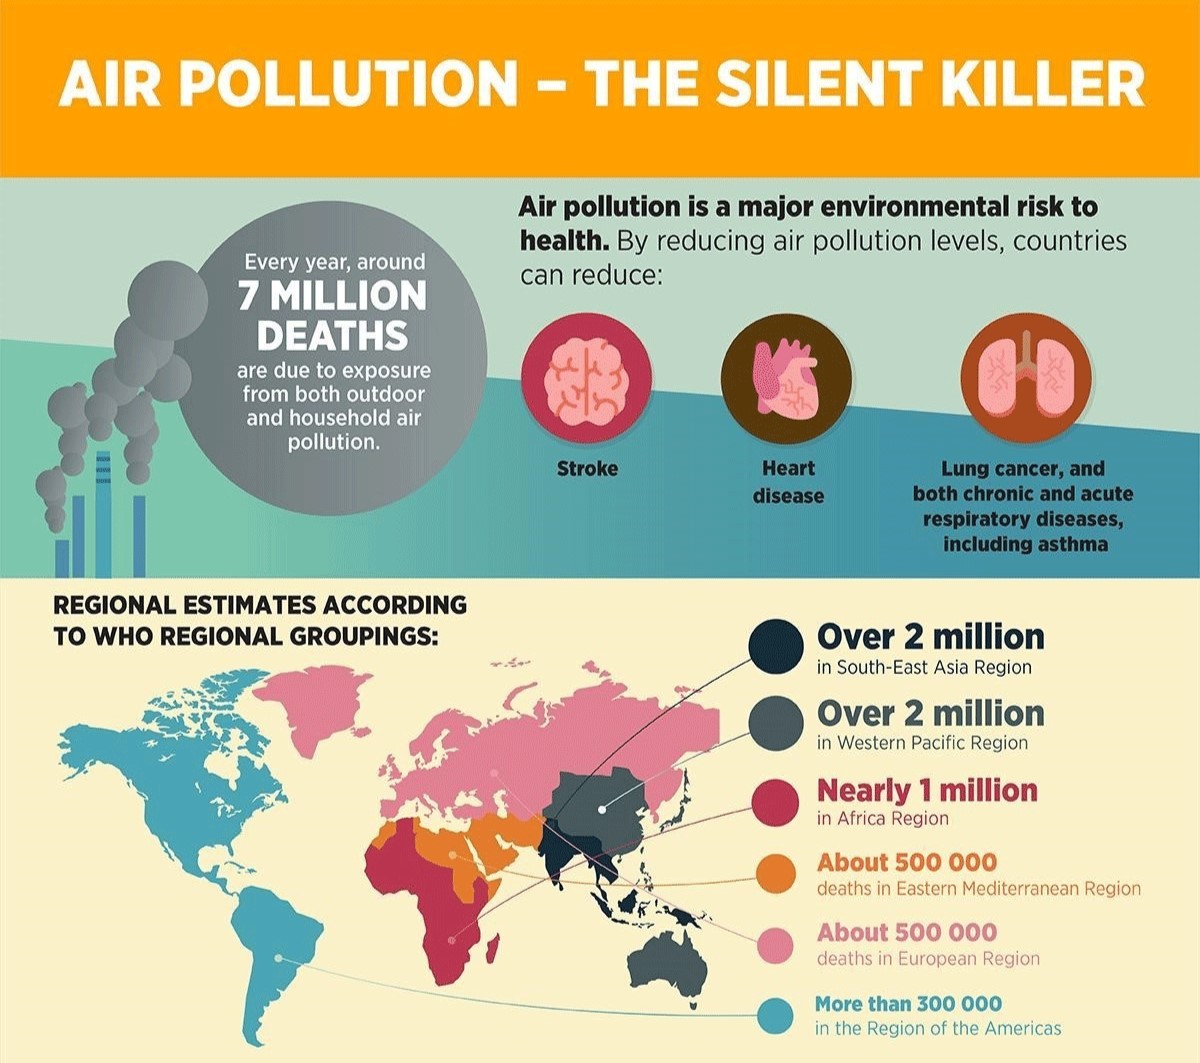 AIR POLLUTION – THE SILENT KILLER
Every year, around
7 MILLION
DEATHS
are due to exposure
from both outdoor
and household air
pollution.
Air pollution is a major environmental risk to
health. By reducing air pollution levels, countries
can reduce:
Stroke
Heart
disease
Lung cancer, and
both chronic and acute
respiratory diseases,
including asthma
REGIONAL ESTIMATES ACCORDING
TO WHO REGIONAL GROUPINGS:
Over 2 million
in South-East Asia Region
Over 2 million
in Western Pacific Region
Nearly 1 million
in Africa Region
About 500 000
deaths in Eastern Mediterranean Region
About 500 000
deaths in European Region
More than 300 000
in the Region of the Americas